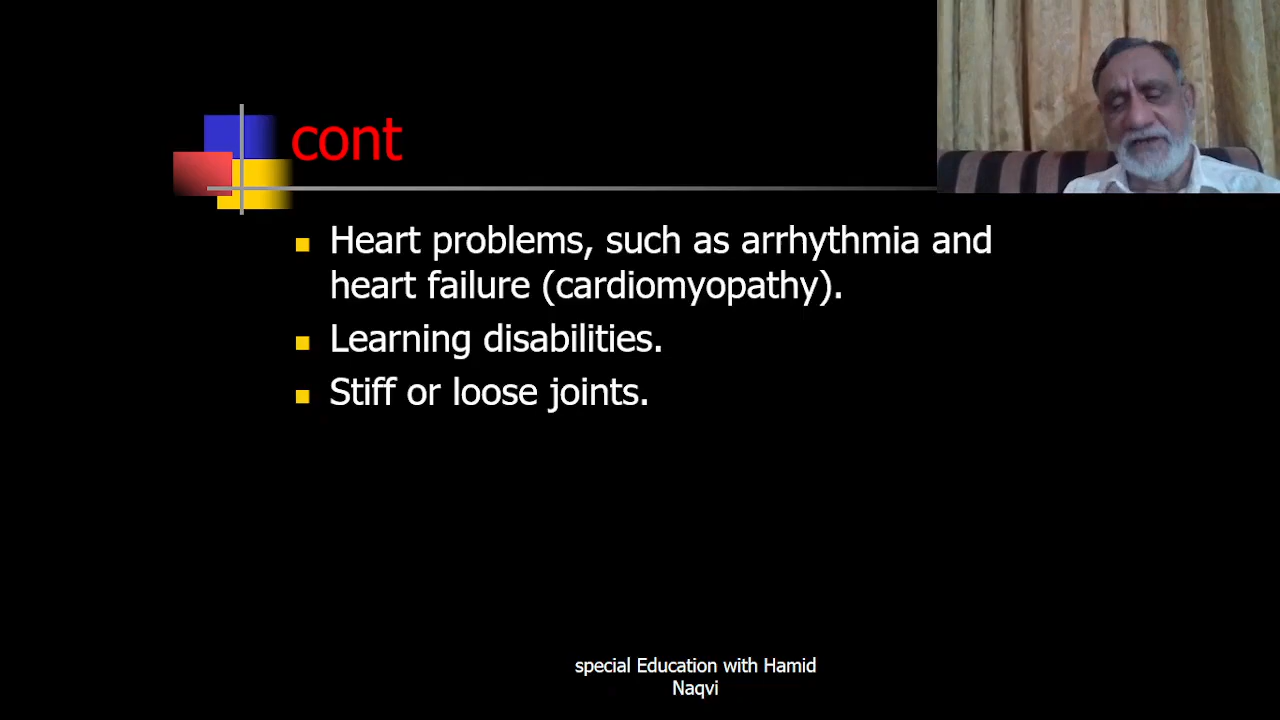 cont
Heart problems, such as arrhythmia and
heart failure (cardiomyopathy).
Learning disabilities.
Stiff or loose joints.
special Education with Hamid
Naqvi